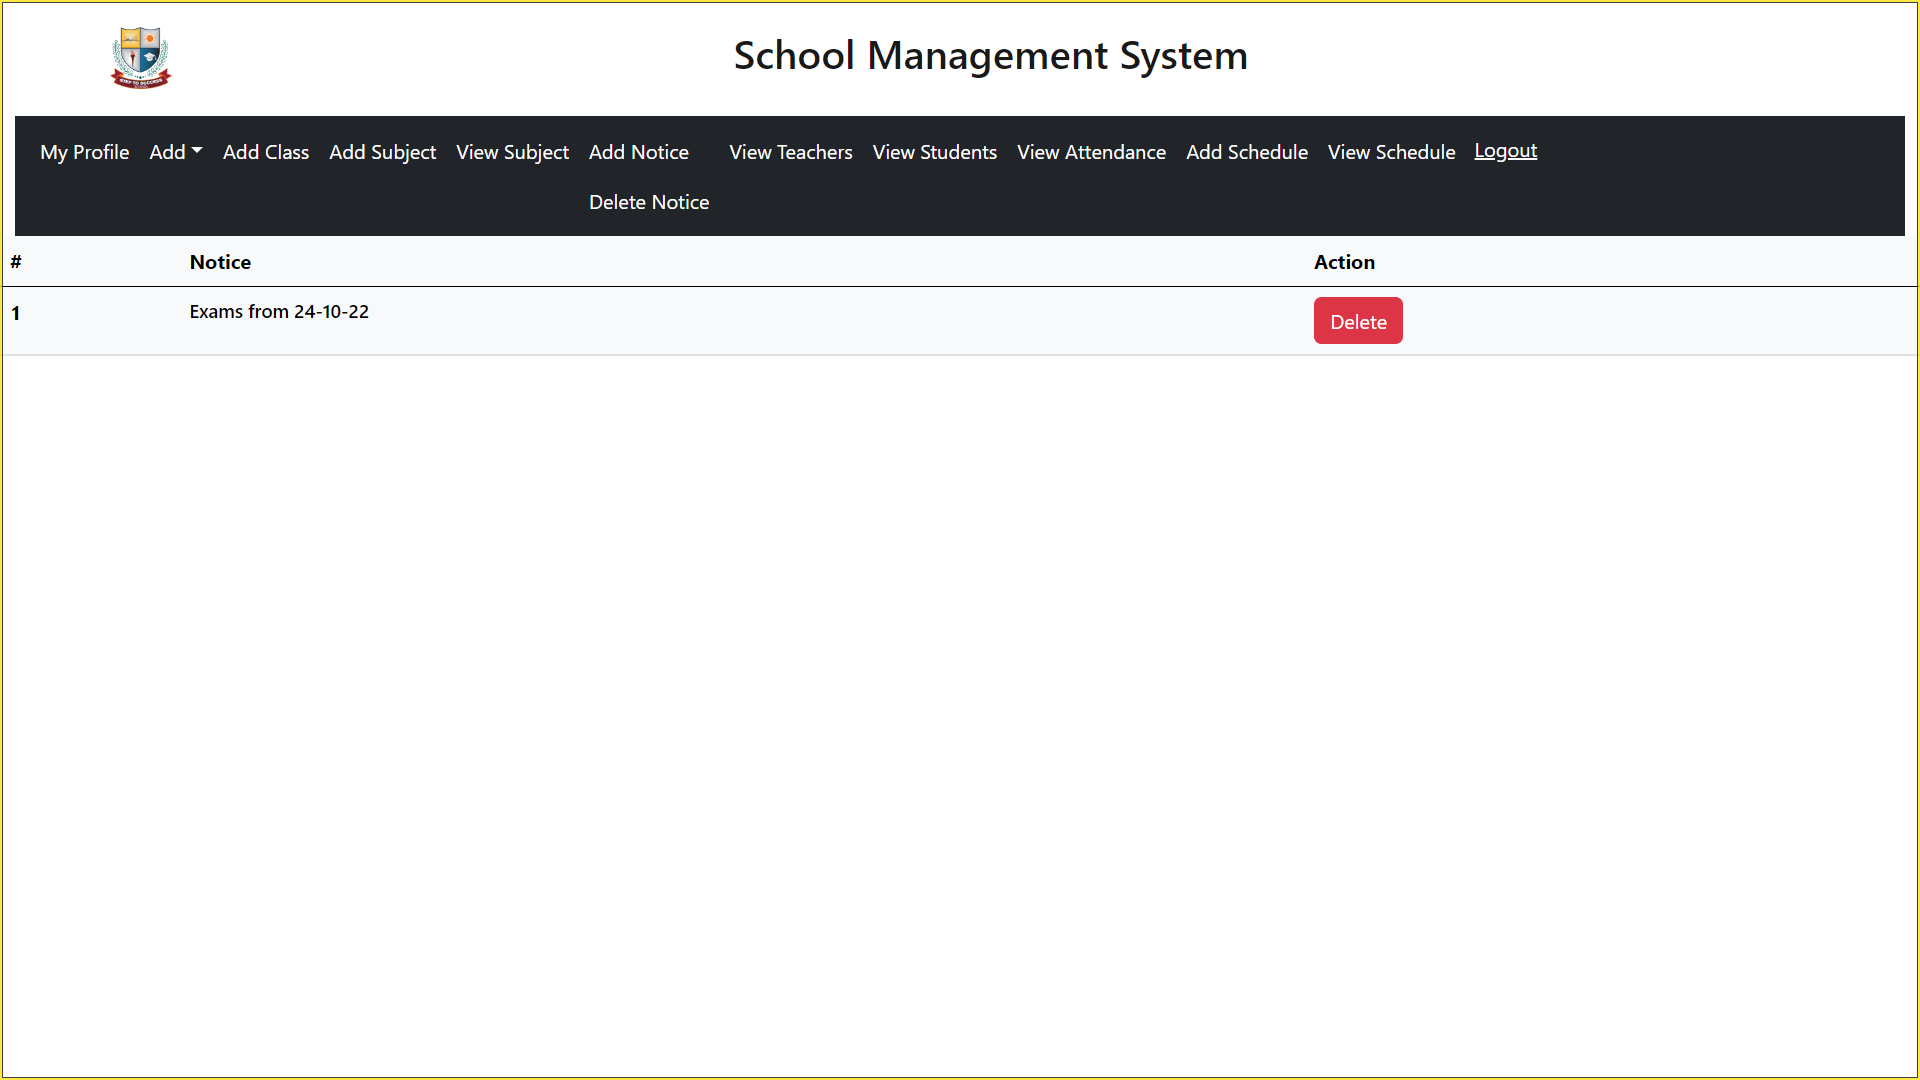 School Management System
My Profile Add Add Class Add Subject View Subject Add Notice View Teachers View Students View Attendance Add Schedule View Schedule Logout
Delete Notice
# Notice Action
1 Exams from 24-10-22 Delete